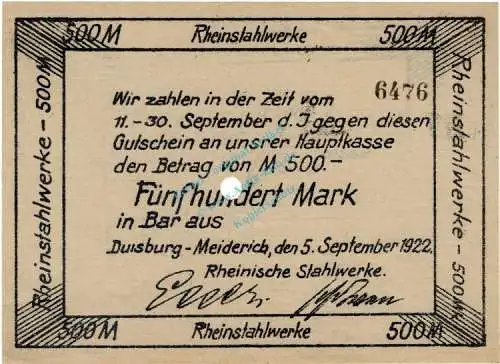 500M Rheinstahlwerke 500M
Rheinstahlwerke - 500M
6476
Wir zahlen in der Zeit vom
11.-30. September d. J gegen diesen
Gutschein an unsrer Hauptkasse
den Betrag von M 500.-
Fünfhundert Mark
in Bar aus
Duisburg-Meiderich, den 5. September 1922.
Rheinische Stahlwerke.
Rheinstahlwerke - 500M
500M Rheinstahlwerke 500M